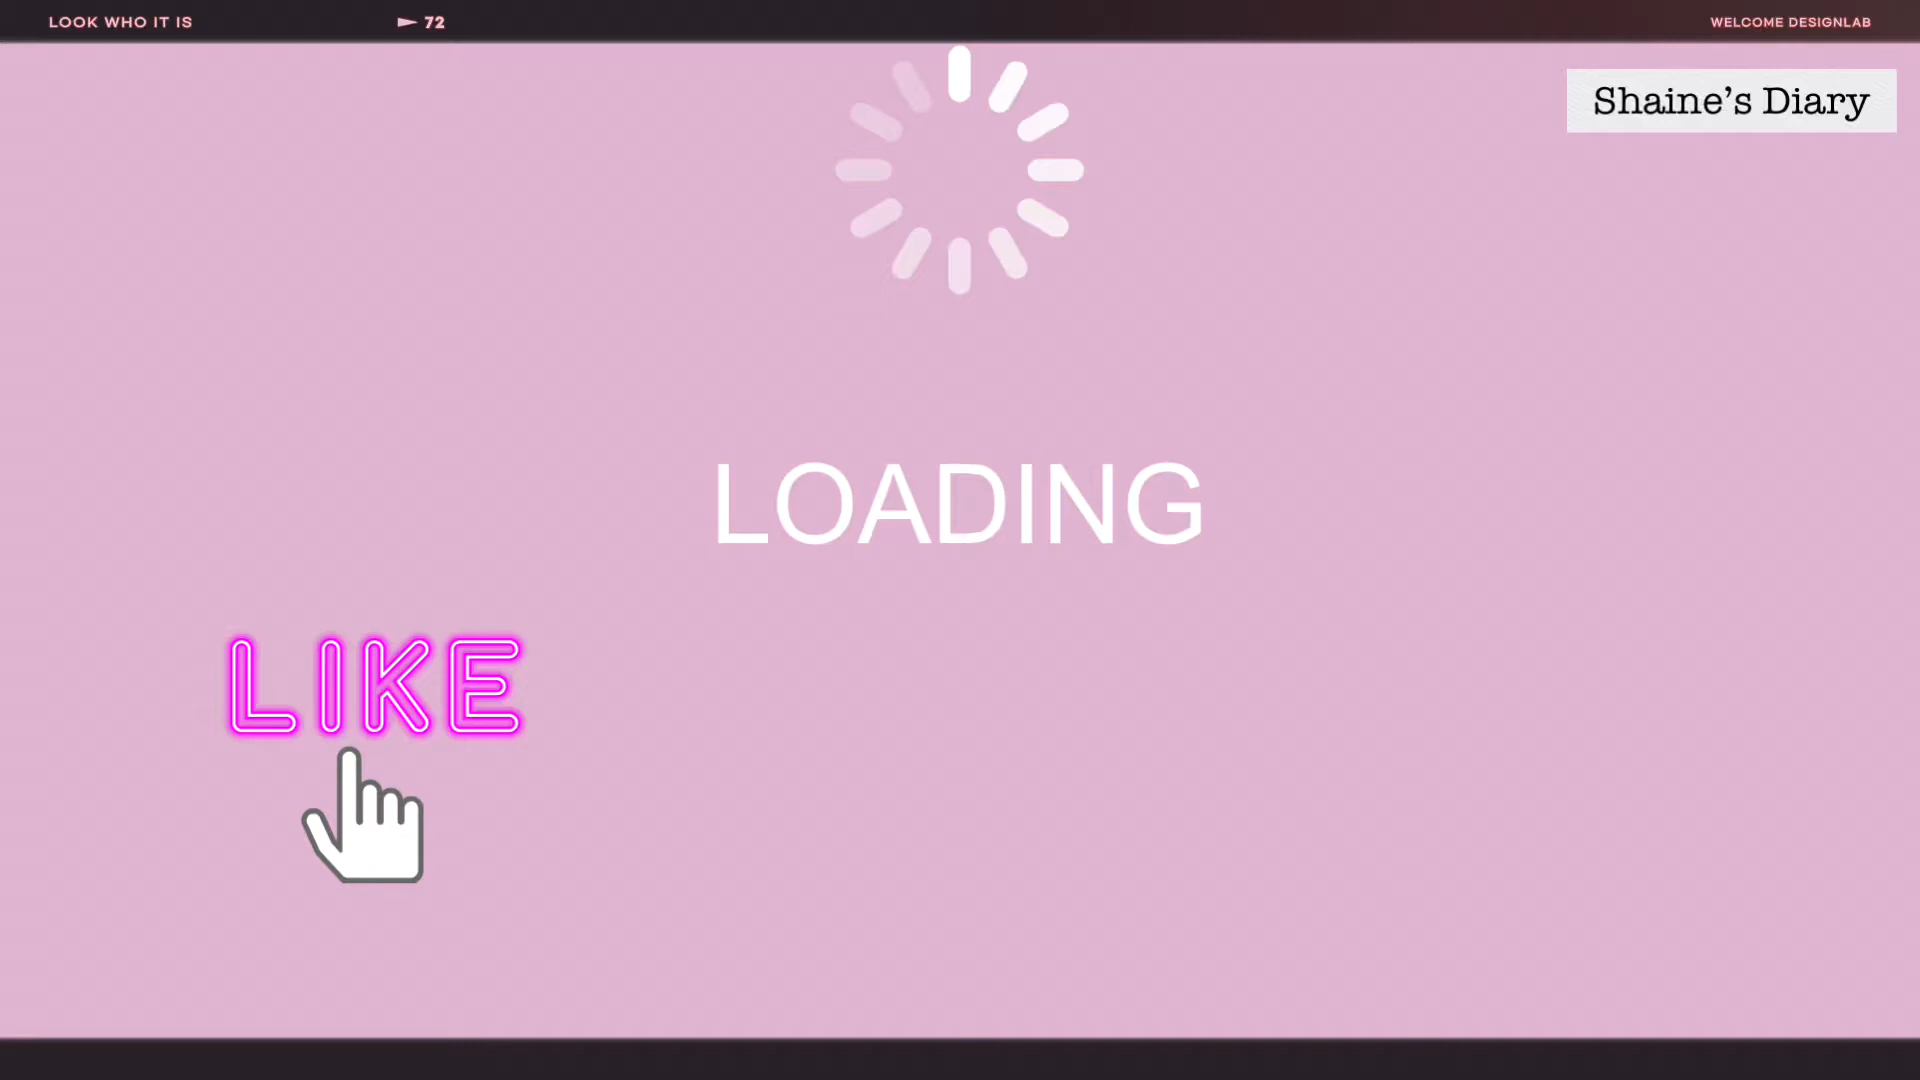 LOOK WHO IT IS
72
WELCOME DESIGNLAB
Shaine's Diary
LOADING
LIKE